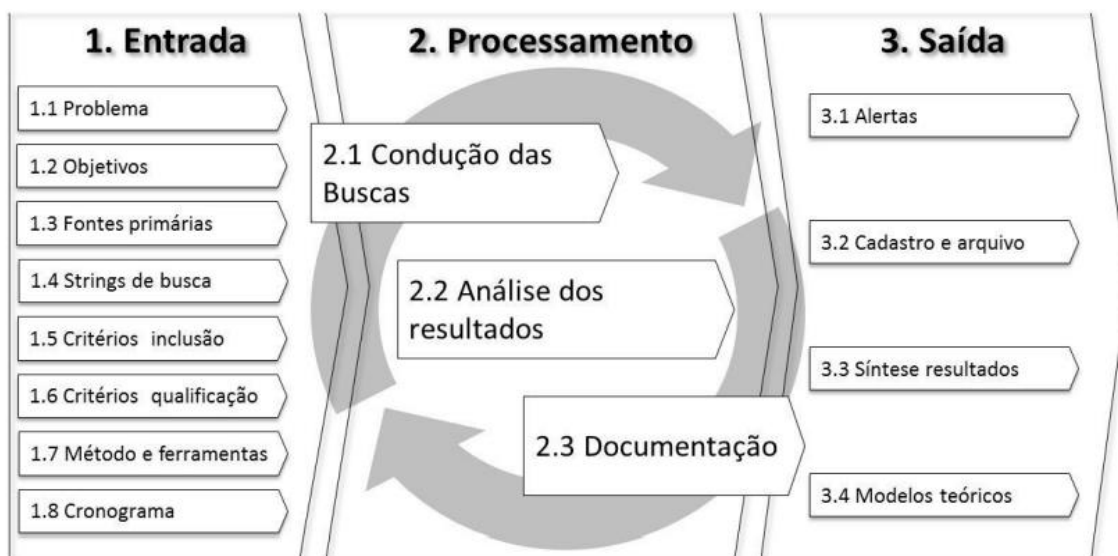 1. Entrada
1.1 Problema
1.2 Objetivos
1.3 Fontes primárias
1.4 Strings de busca
1.5 Critérios inclusão
1.6 Critérios qualificação
1.7 Método e ferramentas
1.8 Cronograma
2. Processamento
2.1 Condução das
Buscas
2.2 Análise dos
resultados
2.3 Documentação
3. Saída
3.1 Alertas
3.2 Cadastro e arquivo
3.3 Síntese resultados
3.4 Modelos teóricos